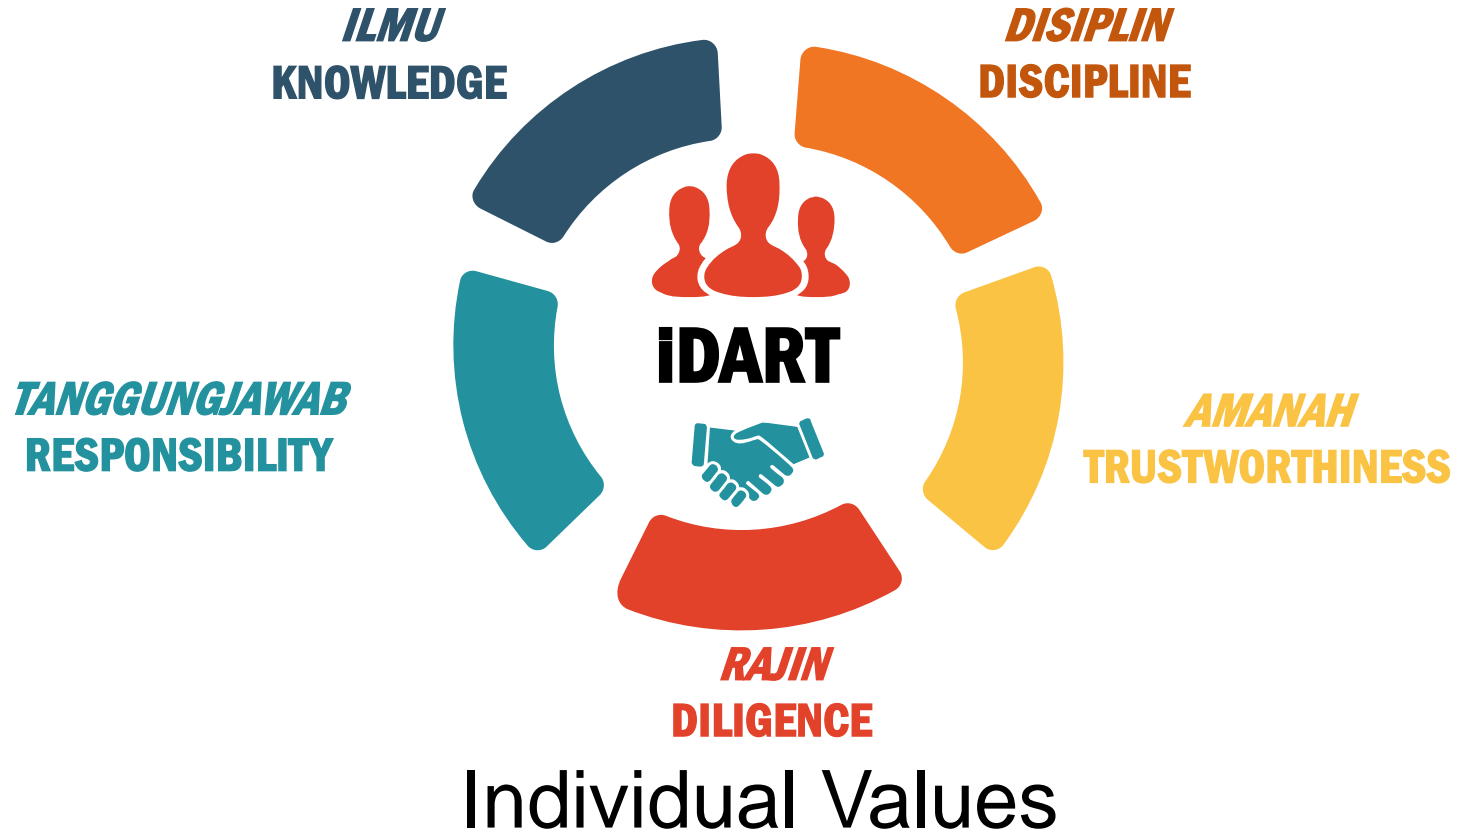 ILMU
KNOWLEDGE
DISIPLIN
DISCIPLINE
iDART
TANGGUNGJAWAB
RESPONSIBILITY
AMANAH
TRUSTWORTHINESS
RAJIN
DILIGENCE
Individual Values